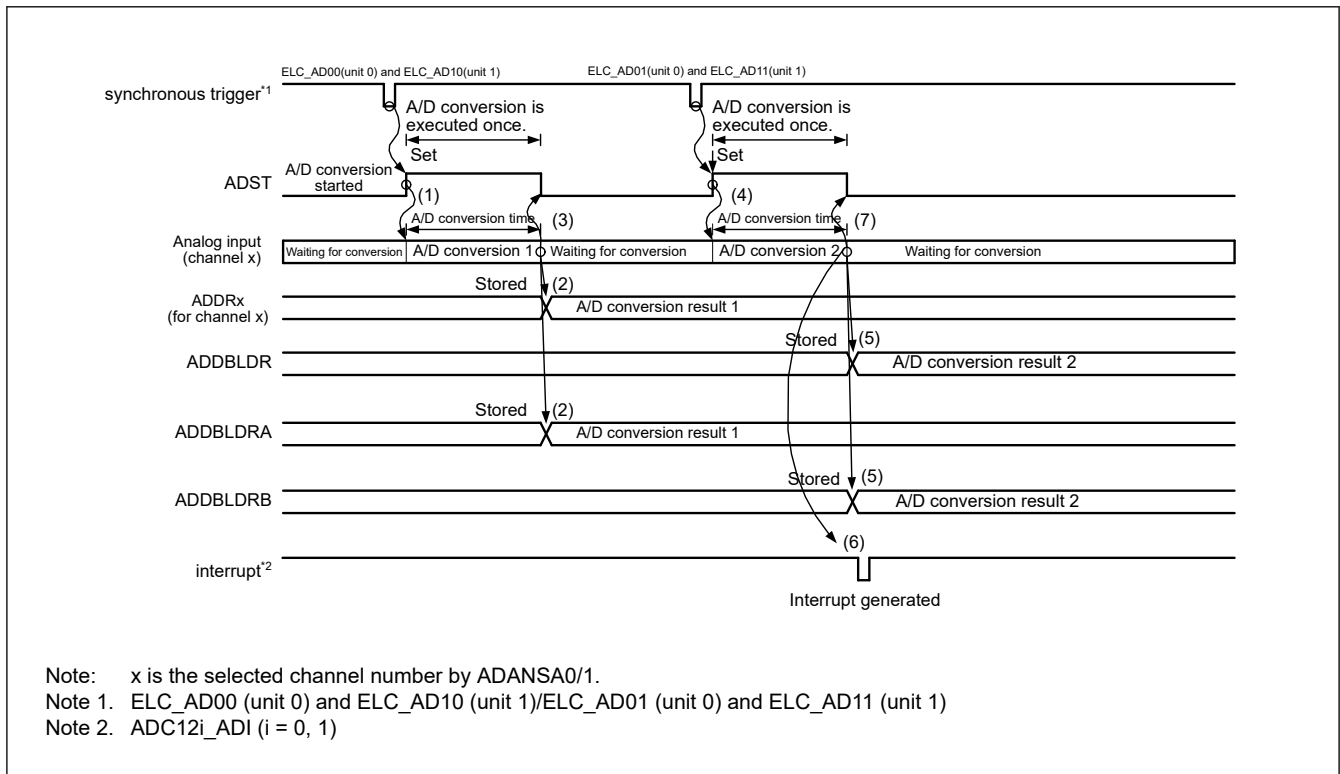 ELC_AD00(unit 0) and ELC_AD10(unit 1)
ELC_AD01(unit 0) and ELC_AD11(unit 1)
synchronous trigger*1
A/D conversion is
executed once.
A/D conversion is
executed once.
Set
Set
ADST
A/D conversion
started
(1)
(4)
A/D conversion time
(3)
A/D conversion time
(7)
Analog input
(channel x)
Waiting for conversion
A/D conversion 1
Waiting for conversion
A/D conversion 2
Waiting for conversion
ADDRx
(for channel x)
Stored
(2)
A/D conversion result 1
ADDBLDR
Stored
(5)
A/D conversion result 2
ADDBLDRA
Stored
(2)
A/D conversion result 1
ADDBLDRB
Stored
(5)
A/D conversion result 2
interrupt*2
(6)
Interrupt generated
Note: x is the selected channel number by ADANSA0/1.
Note 1. ELC_AD00 (unit 0) and ELC_AD10 (unit 1)/ELC_AD01 (unit 0) and ELC_AD11 (unit 1)
Note 2. ADC12i_ADI (i = 0, 1)